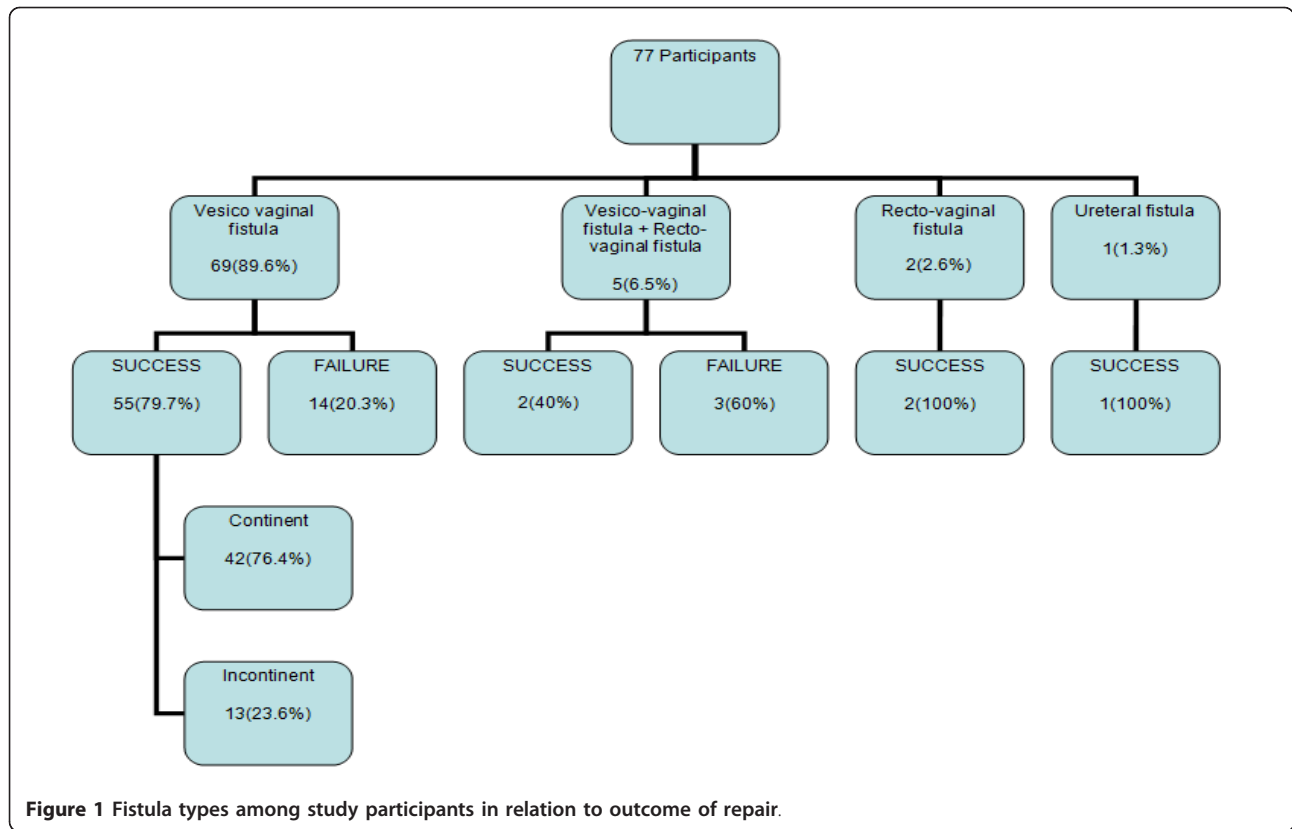 77 Participants
Vesico vaginal
fistula
69(89.6%)
Vesico-vaginal
fistula + Recto-
vaginal fistula
5(6.5%)
Recto-vaginal
fistula
2(2.6%)
Ureteral fistula
1(1.3%)
SUCCESS
55(79.7%)
FAILURE
14(20.3%)
SUCCESS
2(40%)
FAILURE
3(60%)
SUCCESS
2(100%)
SUCCESS
1(100%)
Continent
42(76.4%)
Incontinent
13(23.6%)
Figure 1 Fistula types among study participants in relation to outcome of repair.